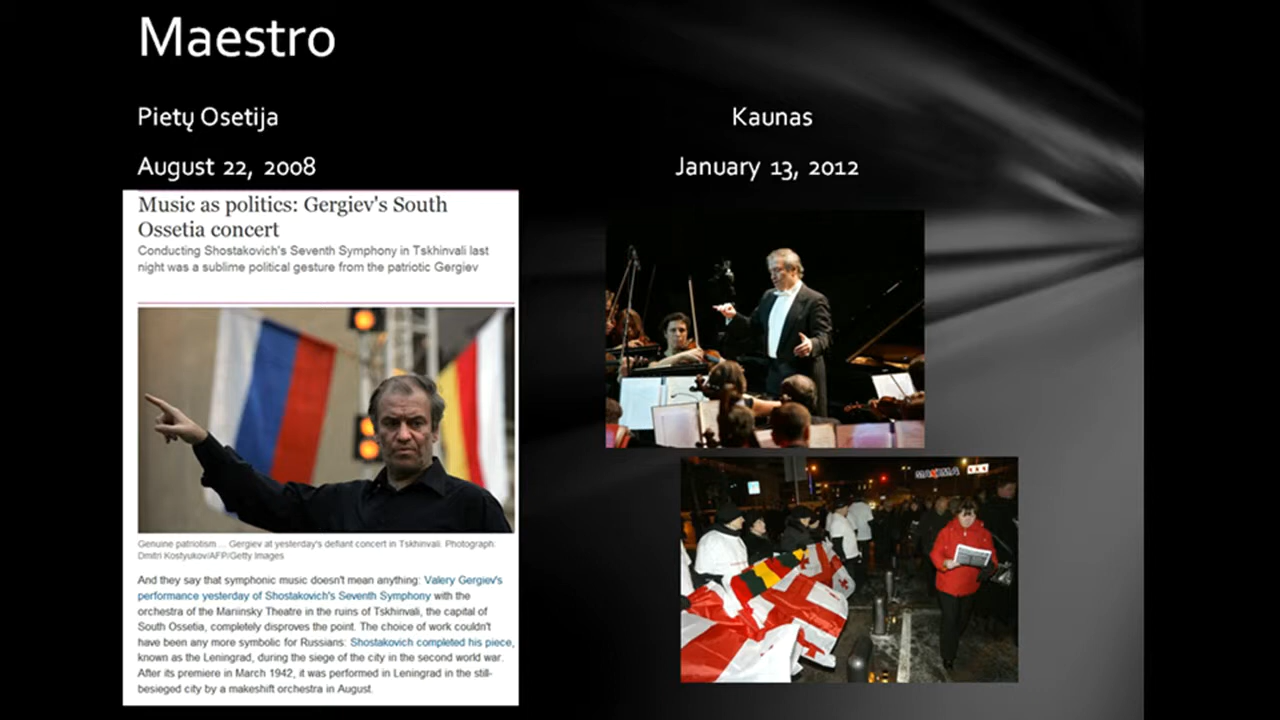 Maestro
Pietų Osetija
August 22, 2008
Music as politics: Gergiev's South
Ossetia concert
Conducting Shostakovich's Seventh Symphony in Tskhinvali last
night was a sublime political gesture from the patriotic Gergiev
Genuine patriotism ... Gergiev at yesterday's defiant concert in Tskhinvali. Photograph:
Dmitri Kostyukov/AFP/Getty Images
And they say that symphonic music doesn't mean anything: Valery Gergiev's
performance yesterday of Shostakovich's Seventh Symphony with the
orchestra of the Mariinsky Theatre in the ruins of Tskhinvali, the capital of
South Ossetia, completely disproves the point. The choice of work couldn't
have been any more symbolic for Russians: Shostakovich completed his piece,
known as the Leningrad, during the siege of the city in the second world war.
After its premiere in March 1942, it was performed in Leningrad in the still-
besieged city by a makeshift orchestra in August.
Kaunas
January 13, 2012
MAXIMA XXX